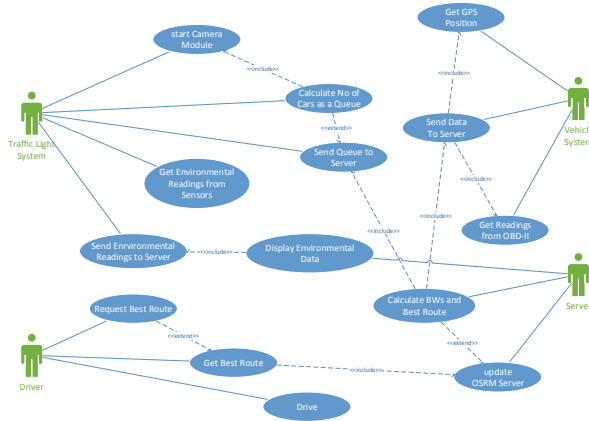 Get GPS
Position
start Camera
Module
<<include>>
<<include>>
Calculate No of
Cars as a Queue
<<extend>>
Send Data
To Server
Traffic Light
System
Vehicle
System
Send Queue to
Server
Get Environmental
Readings from
Sensors
<<include>>
<<include>>
<<include>>
Get Readings
from OBD-II
Send Enrvironmental
Readings to Server
<<include>>
Display Environmental
Data
Calculate BWs and
Best Route
Server
Request Best Route
<<extend>>
<<extend>>
Get Best Route
<<include>>
update
OSRM Server
Driver
Drive